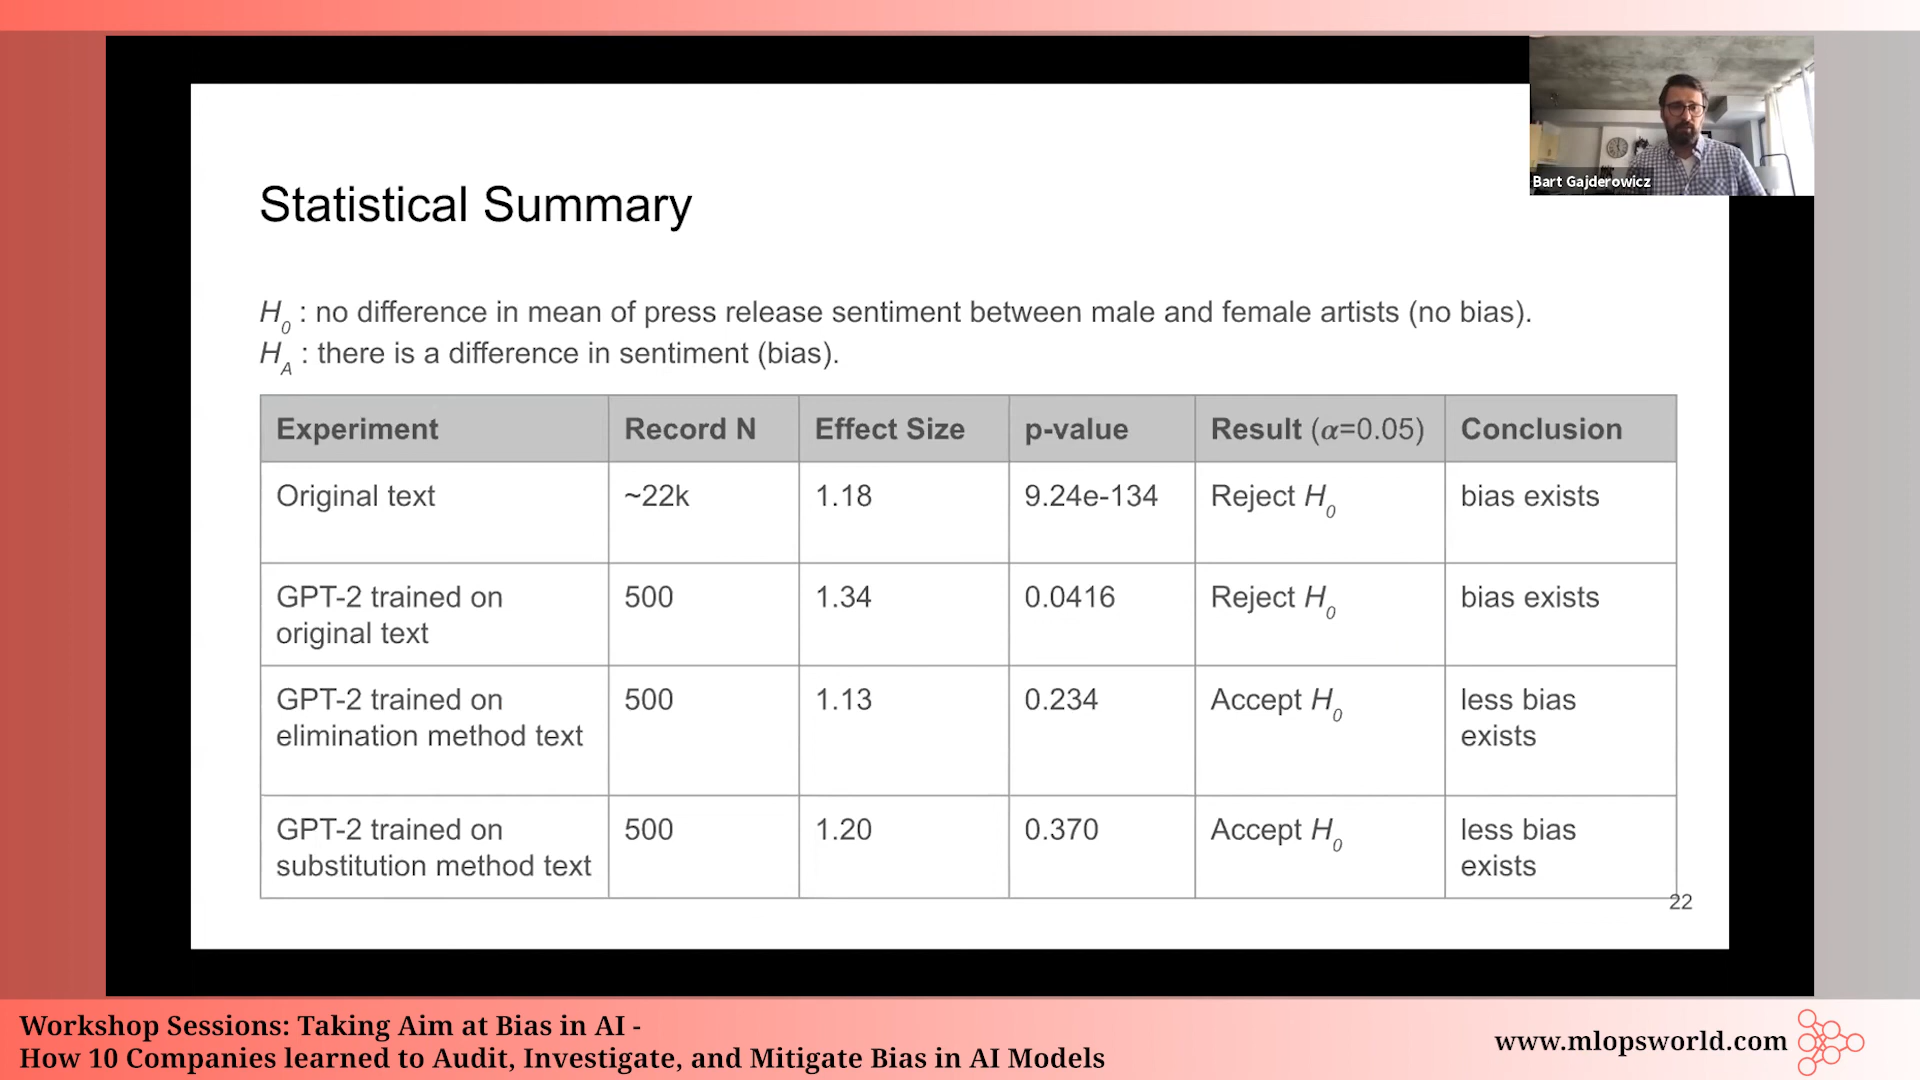 Bart Gajderowicz
Statistical Summary
H0 : no difference in mean of press release sentiment between male and female artists (no bias).
HA : there is a difference in sentiment (bias).
Experiment Record N Effect Size p-value Result (α=0.05) Conclusion
Original text ~22k 1.18 9.24e-134 Reject H0 bias exists
GPT-2 trained on 500 1.34 0.0416 Reject H0 bias exists
original text
GPT-2 trained on 500 1.13 0.234 Accept H0 less bias
elimination method text exists
GPT-2 trained on 500 1.20 0.370 Accept H0 less bias
substitution method text exists
22
Workshop Sessions: Taking Aim at Bias in AI -
How 10 Companies learned to Audit, Investigate, and Mitigate Bias in AI Models
www.mlopsworld.com